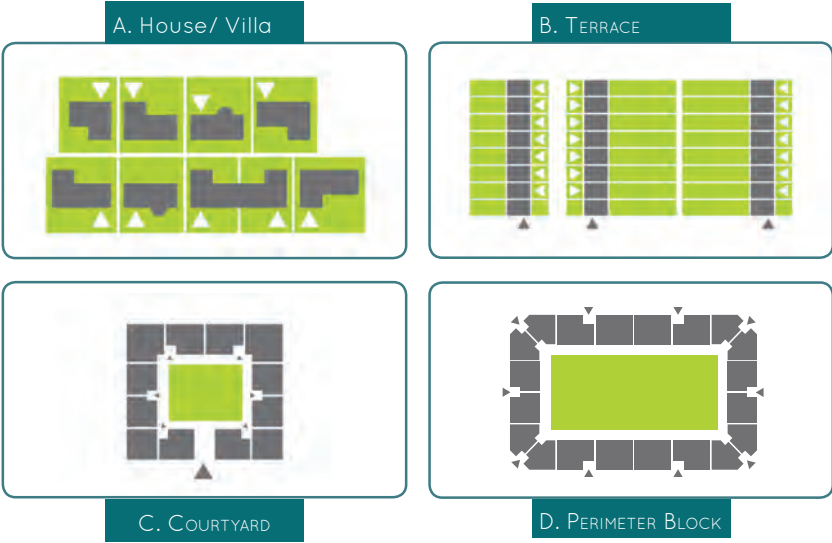 A. House/ Villa
B. Terrace
C. Courtyard
D. Perimeter Block